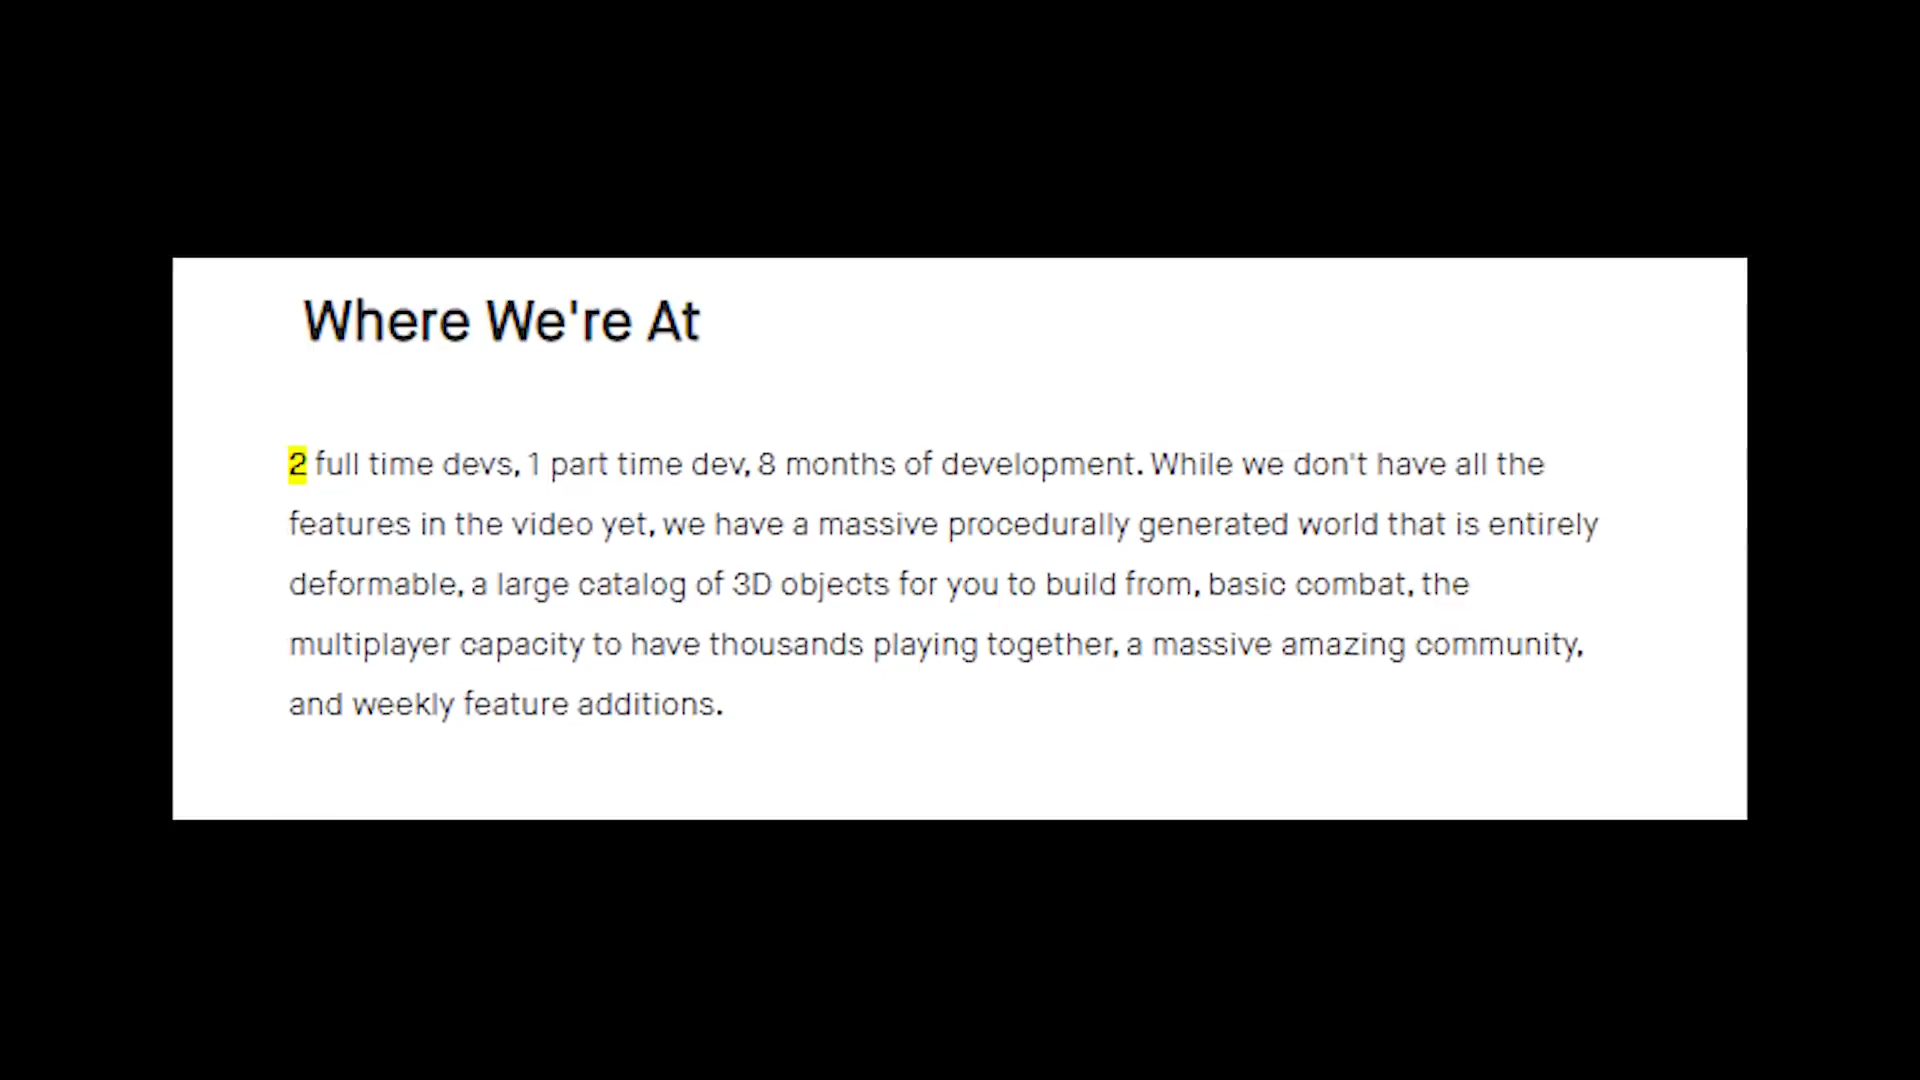 Where We're At
2 full time devs, 1 part time dev, 8 months of development. While we don't have all the
features in the video yet, we have a massive procedurally generated world that is entirely
deformable, a large catalog of 3D objects for you to build from, basic combat, the
multiplayer capacity to have thousands playing together, a massive amazing community,
and weekly feature additions.